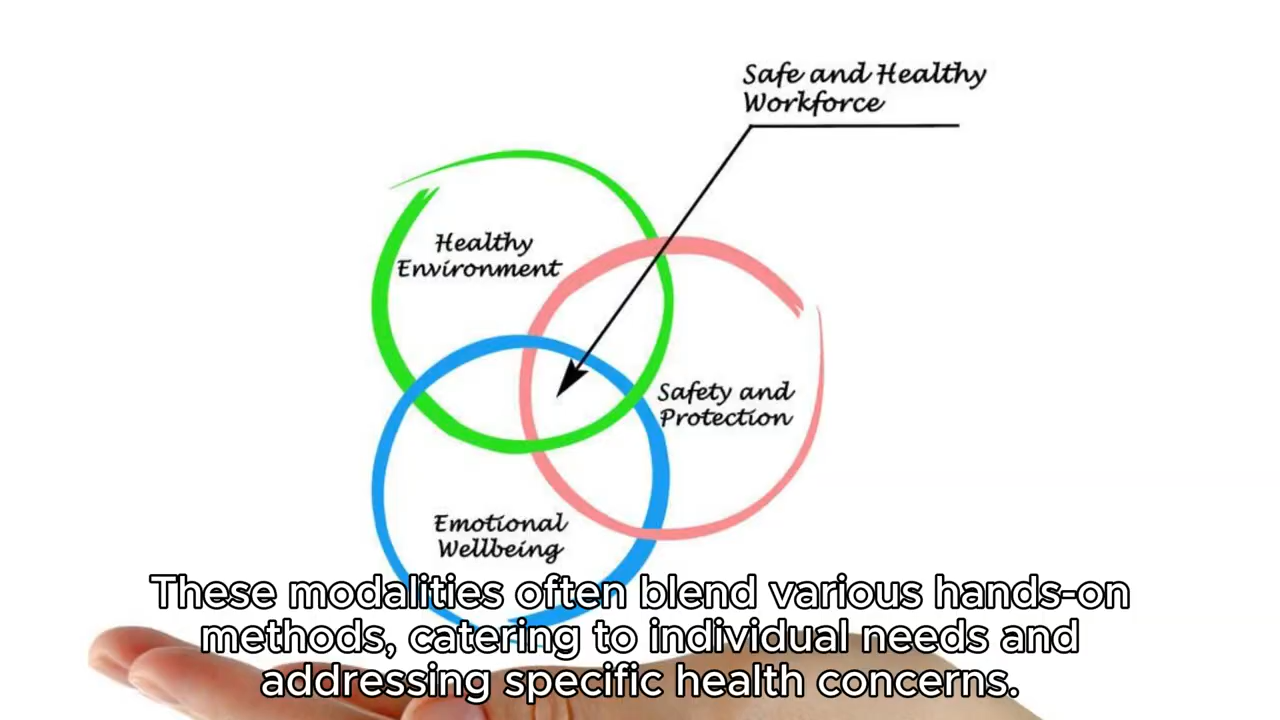 Safe and Healthy
Workforce
Healthy
Environment
Safety and
Protection
Emotional
Wellbeing
These modalities often blend various hands-on
methods, catering to individual needs and
addressing specific health concerns.